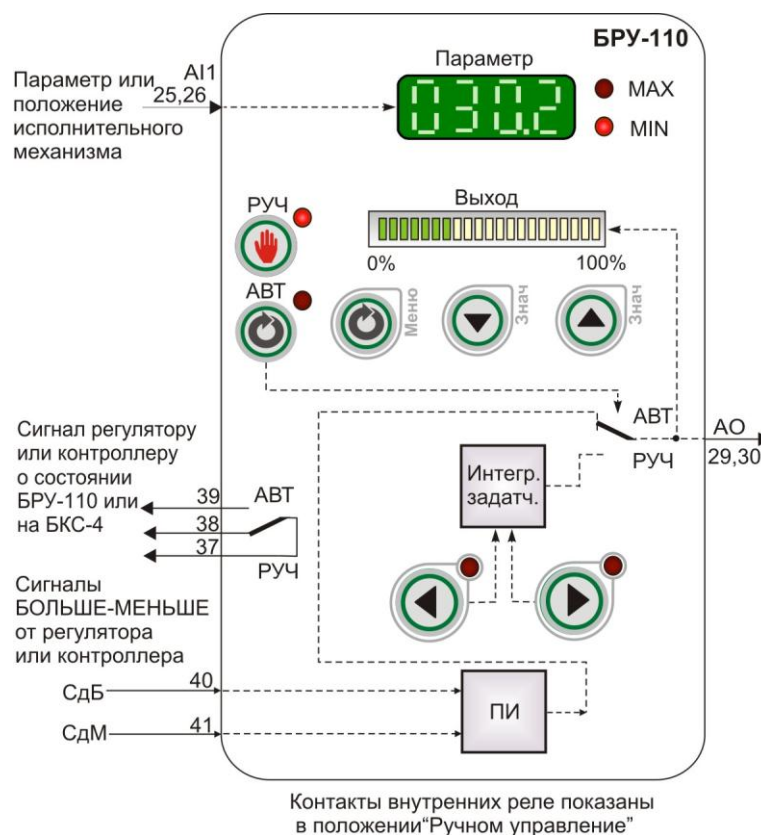 БРУ-110
Параметр
030.2
MAX
MIN
AI1
25,26
Параметр или
положение
исполнительного
механизма
Выход
0%
100%
РУЧ
АВТ
Меню
Знач
Знач
АВТ
РУЧ
AO
29,30
Интегр.
задатч.
Сигнал регулятору
или контроллеру
о состоянии
БРУ-110 или
на БКС-4
39
38
37
АВТ
РУЧ
Сигналы
БОЛЬШЕ-МЕНЬШЕ
от регулятора
или контроллера
СдБ
40
СдМ
41
ПИ
Контакты внутренних реле показаны
в положении“Ручном управление”